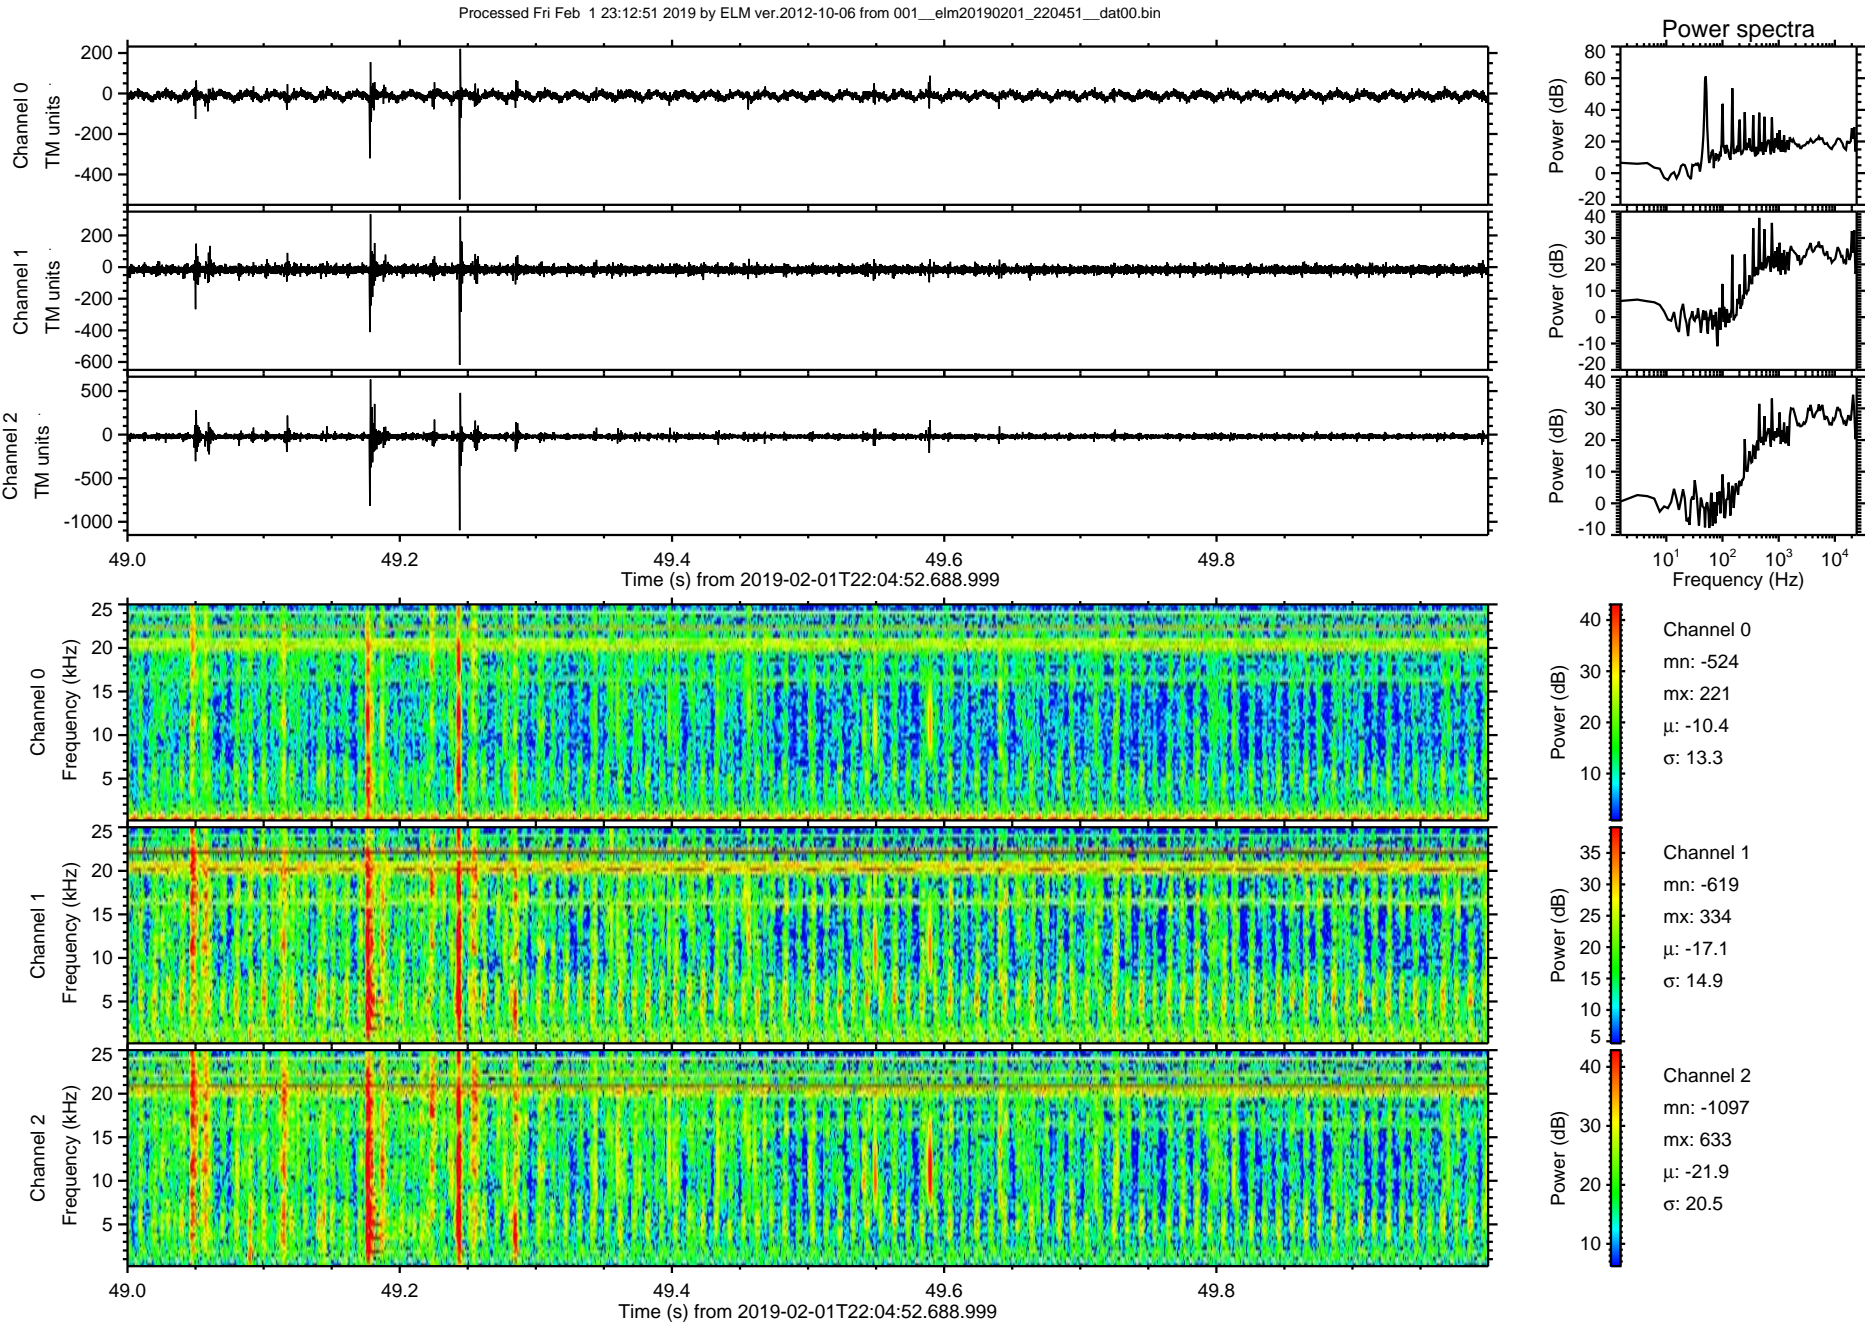 Processed Fri Feb  1 23:12:51 2019 by ELM ver.2012-10-06 from 001__elm20190201_220451__dat00.bin
Power spectra
Channel 0
TM units
200
0
-200
-400
Power (dB)
80
60
40
20
0
-20
Channel 1
TM units
200
0
-200
-400
-600
Power (dB)
40
30
20
10
0
-10
-20
Channel 2
TM units
500
0
-500
-1000
Power (dB)
40
30
20
10
0
-10
49.0 49.2 49.4 49.6 49.8
Time (s) from 2019-02-01T22:04:52.688.999
10^1 10^2 10^3 10^4
Frequency (Hz)
Channel 0
Frequency (kHz)
25
20
15
10
5
Power (dB)
40
30
20
10
Channel 0
mn: -524
mx: 221
μ: -10.4
σ: 13.3
Channel 1
Frequency (kHz)
25
20
15
10
5
Power (dB)
35
30
25
20
15
10
5
Channel 1
mn: -619
mx: 334
μ: -17.1
σ: 14.9
Channel 2
Frequency (kHz)
25
20
15
10
5
Power (dB)
40
30
20
10
Channel 2
mn: -1097
mx: 633
μ: -21.9
σ: 20.5
49.0 49.2 49.4 49.6 49.8
Time (s) from 2019-02-01T22:04:52.688.999